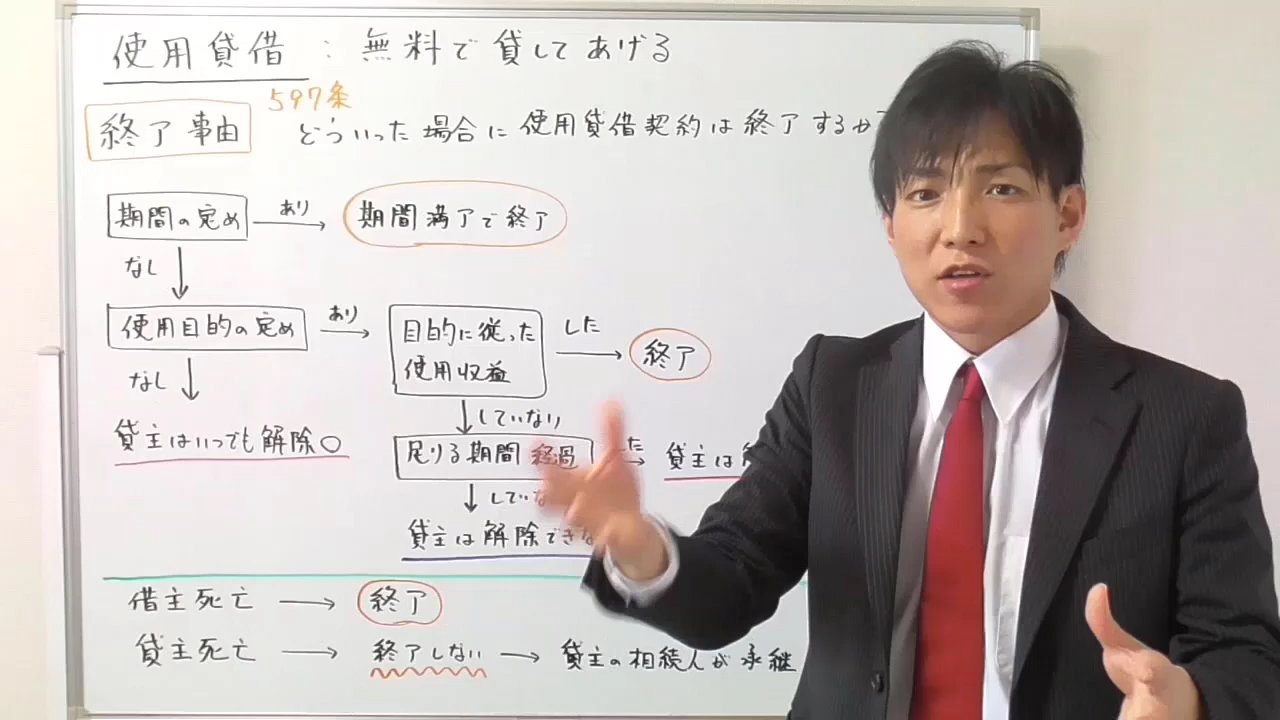 使用貸借 : 無料で貸してあげる
597条
終了事由 どういった場合に使用貸借契約は終了するか?
期間の定め あり 期間満了で終了
なし
使用目的の定め あり 目的に従った使用収益 した 終了
なし していない
貸主はいつでも解除○ 足りる期間 経過 した 貸主は
してい
貸主は解除でき
借主死亡 → 終了
貸主死亡 → 終了しない → 貸主の相続人が承継